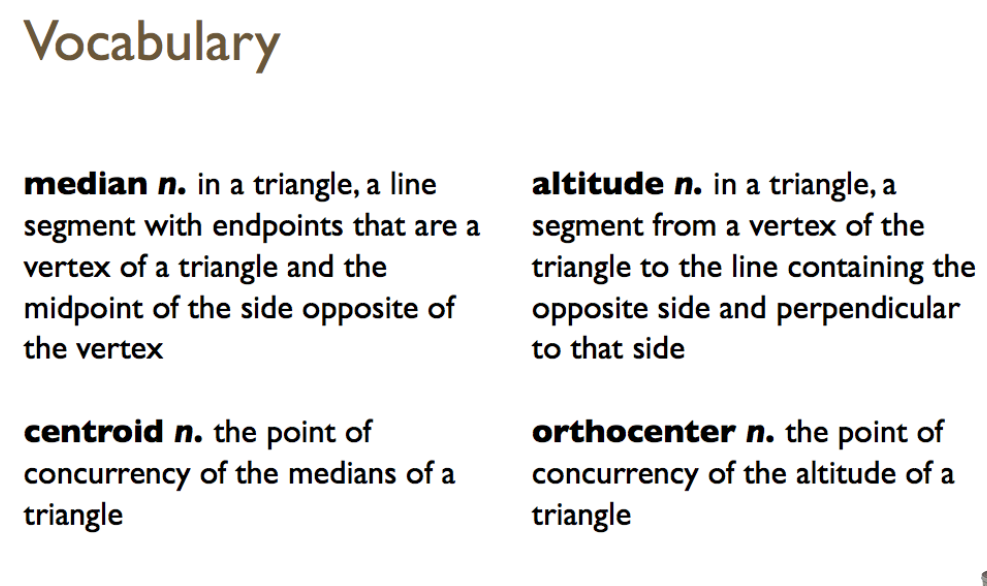 Vocabulary
median n. in a triangle, a line
segment with endpoints that are a
vertex of a triangle and the
midpoint of the side opposite of
the vertex
centroid n. the point of
concurrency of the medians of a
triangle
altitude n. in a triangle, a
segment from a vertex of the
triangle to the line containing the
opposite side and perpendicular
to that side
orthocenter n. the point of
concurrency of the altitude of a
triangle